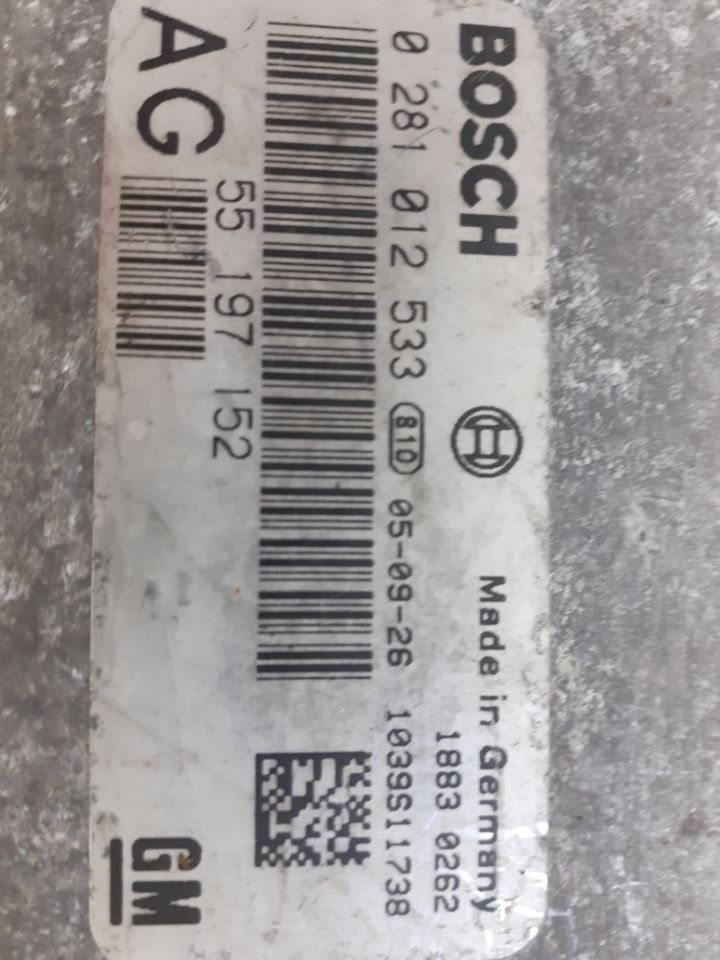 BOSCH Made in Germany
1883 0262
0 281 012 533 810 05-09-26 1039S11738
55 197 152
AG GM